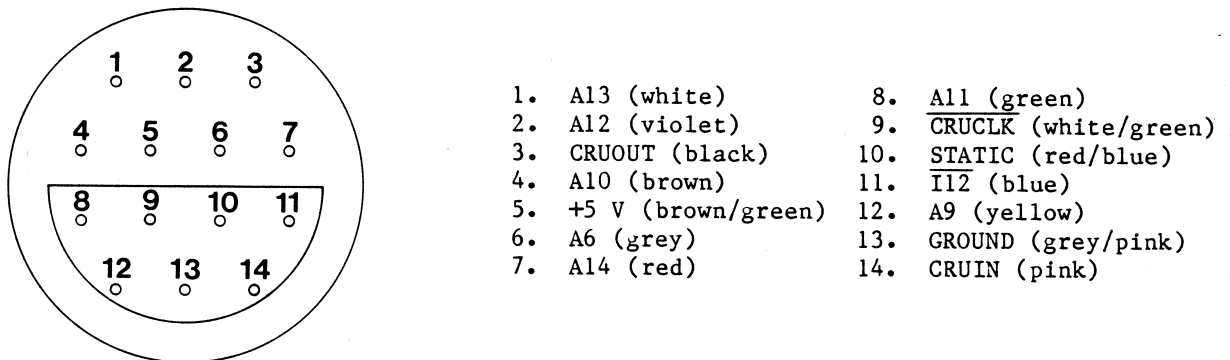 1 2 3
4 5 6 7
8 9 10 11
12 13 14
1. A13 (white)
2. A12 (violet)
3. CRUOUT (black)
4. A10 (brown)
5. +5 V (brown/green)
6. A6 (grey)
7. A14 (red)
8. A11 (green)
9. C̅R̅U̅C̅L̅K̅ (white/green)
10. STATIC (red/blue)
11. I̅1̅2̅ (blue)
12. A9 (yellow)
13. GROUND (grey/pink)
14. CRUIN (pink)